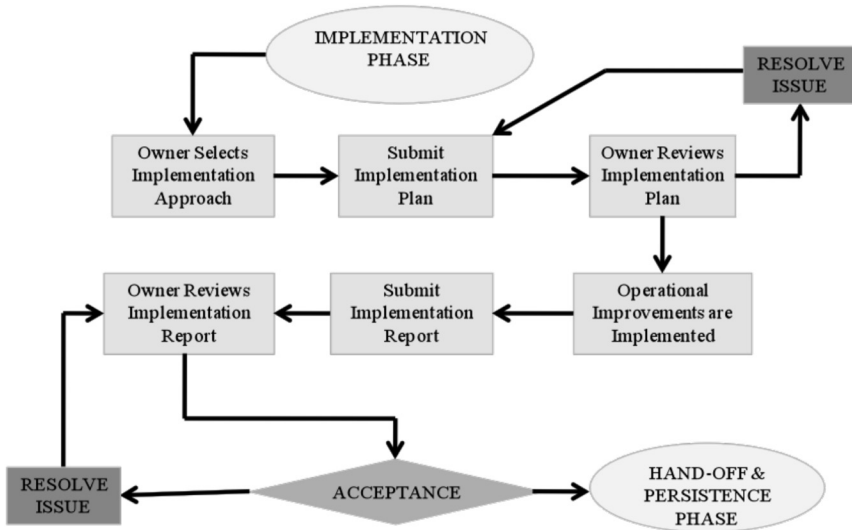 IMPLEMENTATION
PHASE
RESOLVE
ISSUE
Owner Selects
Implementation
Approach
Submit
Implementation
Plan
Owner Reviews
Implementation
Plan
Owner Reviews
Implementation
Report
Submit
Implementation
Report
Operational
Improvements are
Implemented
RESOLVE
ISSUE
ACCEPTANCE
HAND-OFF &
PERSISTENCE
PHASE